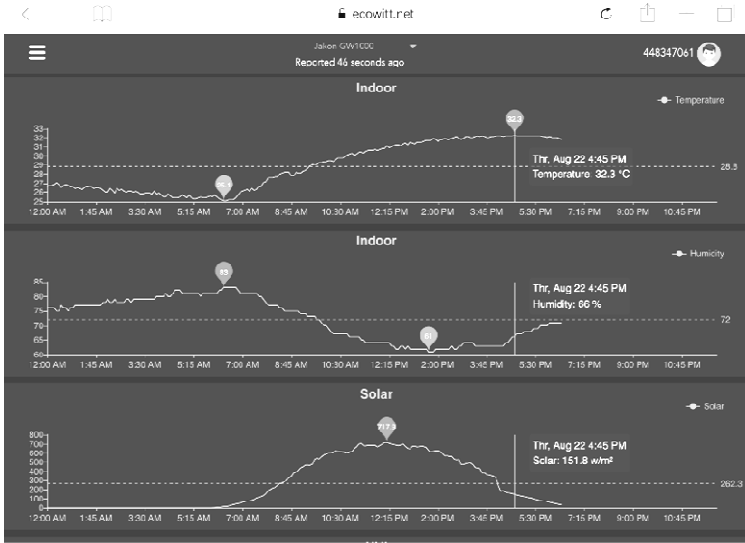 ecowitt.net
Jakon GW1000
Reported 46 seconds ago
448347061
Indoor
Temperature
32.3
33
31
30
29
28
27
26
25
Thr, Aug 22 4:45 PM
Temperature: 32.3 °C
28.3
12:00 AM 1:45 AM 3:30 AM 5:15 AM 7:00 AM 8:45 AM 10:30 AM 12:15 PM 2:00 PM 3:45 PM 5:30 PM 7:15 PM 9:00 PM 10:45 PM
Indoor
Humidity
83
85
80
75
70
65
60
Thr, Aug 22 4:45 PM
Humidity: 66 %
72
61
12:00 AM 1:45 AM 3:30 AM 5:15 AM 7:00 AM 8:45 AM 10:30 AM 12:15 PM 2:00 PM 3:45 PM 5:30 PM 7:15 PM 9:00 PM 10:45 PM
Solar
Solar
800
700
600
500
400
300
200
100
0
Thr, Aug 22 4:45 PM
Solar: 151.8 w/m²
262.3
12:00 AM 1:45 AM 3:30 AM 5:15 AM 7:00 AM 8:45 AM 10:30 AM 12:15 PM 2:00 PM 3:45 PM 5:30 PM 7:15 PM 9:00 PM 10:45 PM